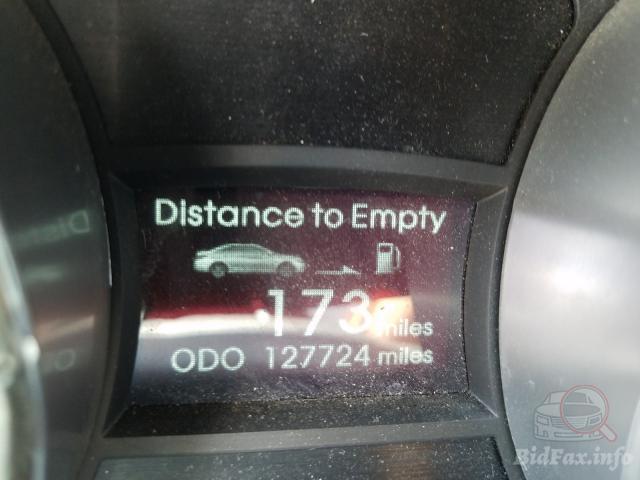 Distance to Empty
173 miles
ODO 127724 miles
BidFax.info